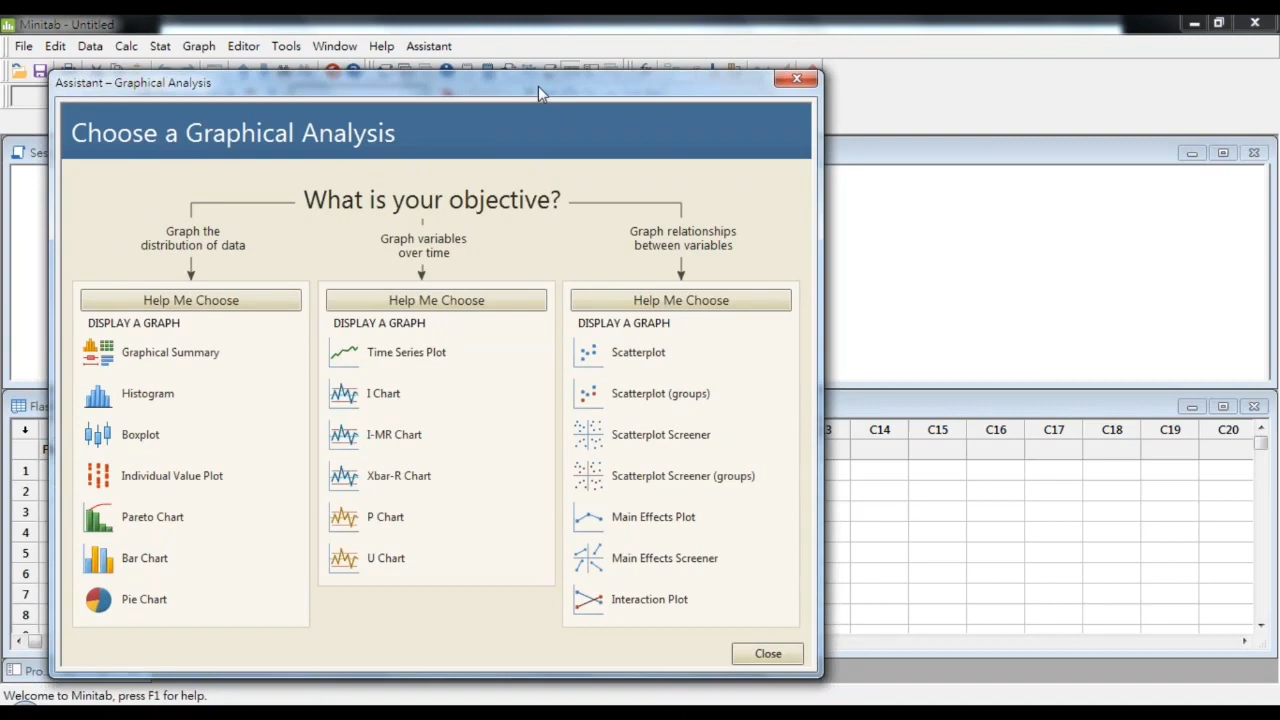 Minitab - Untitled
File Edit Data Calc Stat Graph Editor Tools Window Help Assistant
Assistant – Graphical Analysis
Choose a Graphical Analysis
What is your objective?
Graph the
distribution of data
Graph variables
over time
Graph relationships
between variables
Help Me Choose
DISPLAY A GRAPH
Graphical Summary
Histogram
Boxplot
Individual Value Plot
Pareto Chart
Bar Chart
Pie Chart
Help Me Choose
DISPLAY A GRAPH
Time Series Plot
I Chart
I-MR Chart
Xbar-R Chart
P Chart
U Chart
Help Me Choose
DISPLAY A GRAPH
Scatterplot
Scatterplot (groups)
Scatterplot Screener
Scatterplot Screener (groups)
Main Effects Plot
Main Effects Screener
Interaction Plot
Close
C14 C15 C16 C17 C18 C19 C20
1
2
3
4
5
6
7
8
Welcome to Minitab, press F1 for help.